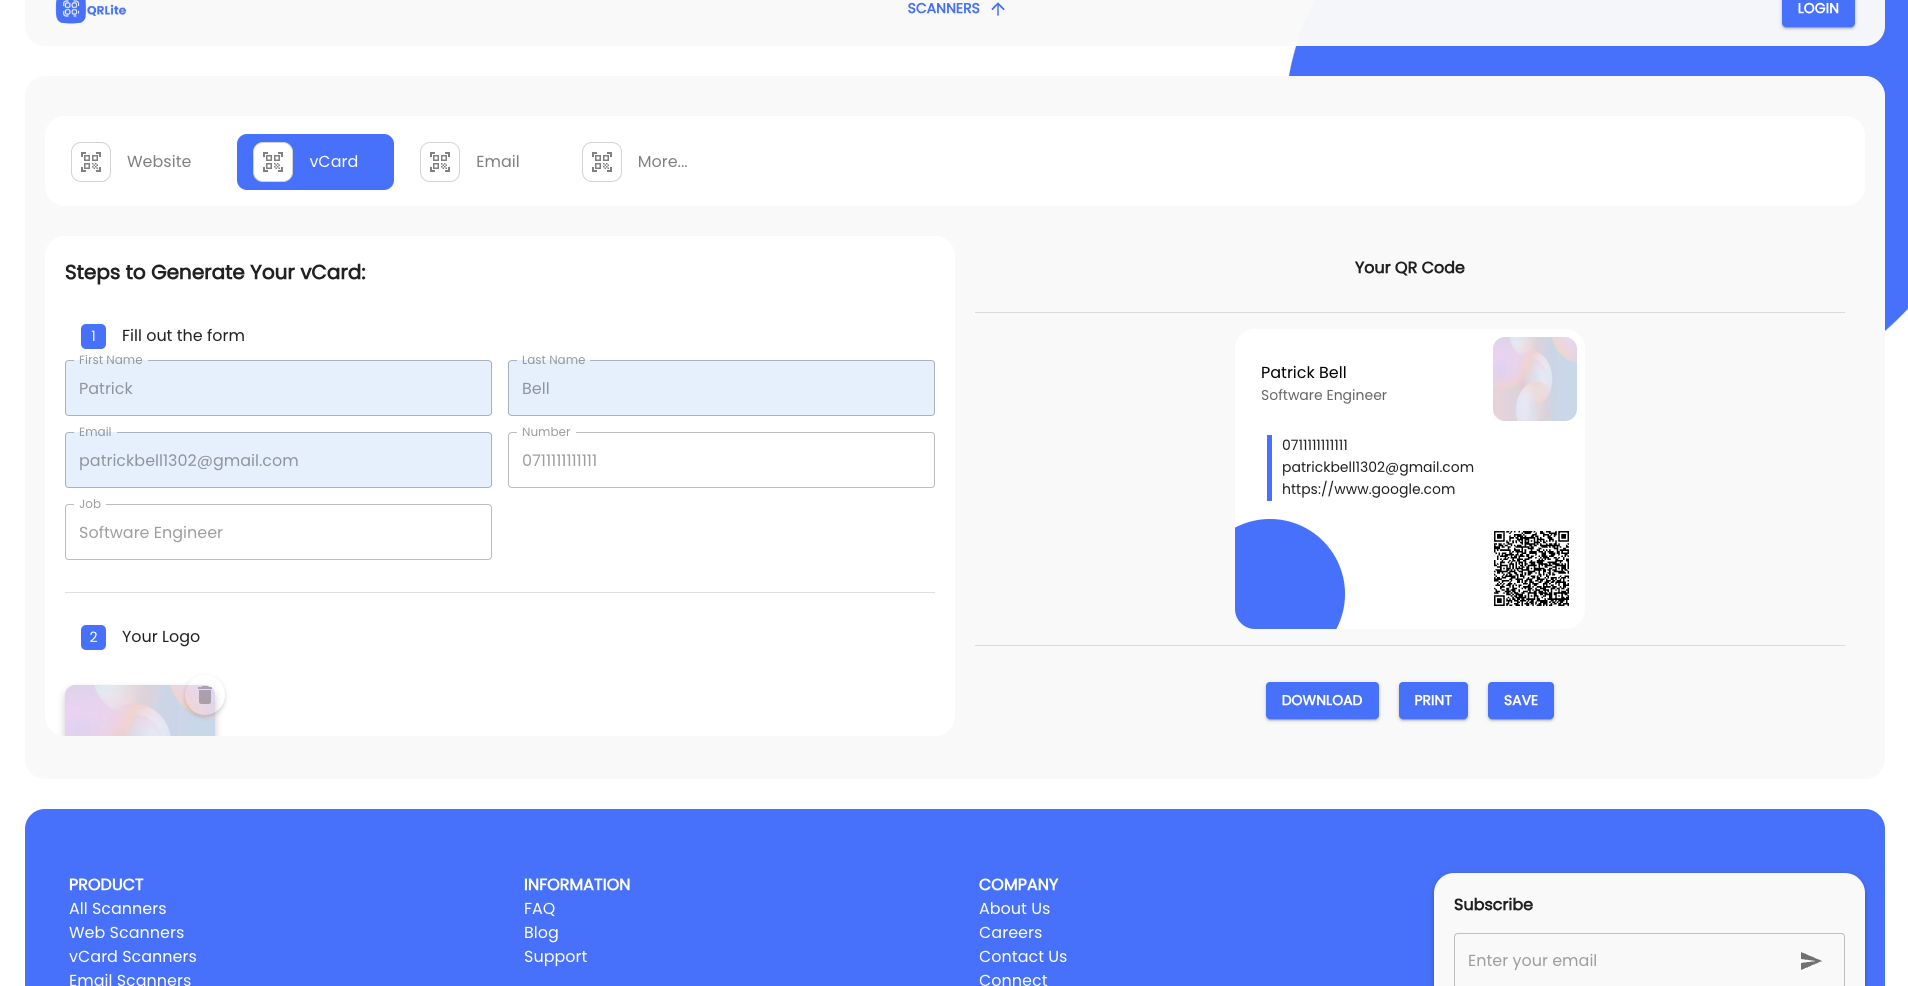 QRLite
SCANNERS
LOGIN
Website
vCard
Email
More...
Steps to Generate Your vCard:
1 Fill out the form
First Name
Patrick
Last Name
Bell
Email
patrickbell1302@gmail.com
Number
0711111111111
Job
Software Engineer
2 Your Logo
Your QR Code
Patrick Bell
Software Engineer
0711111111111
patrickbell1302@gmail.com
https://www.google.com
DOWNLOAD
PRINT
SAVE
PRODUCT
All Scanners
Web Scanners
vCard Scanners
Email Scanners
INFORMATION
FAQ
Blog
Support
COMPANY
About Us
Careers
Contact Us
Connect
Subscribe
Enter your email